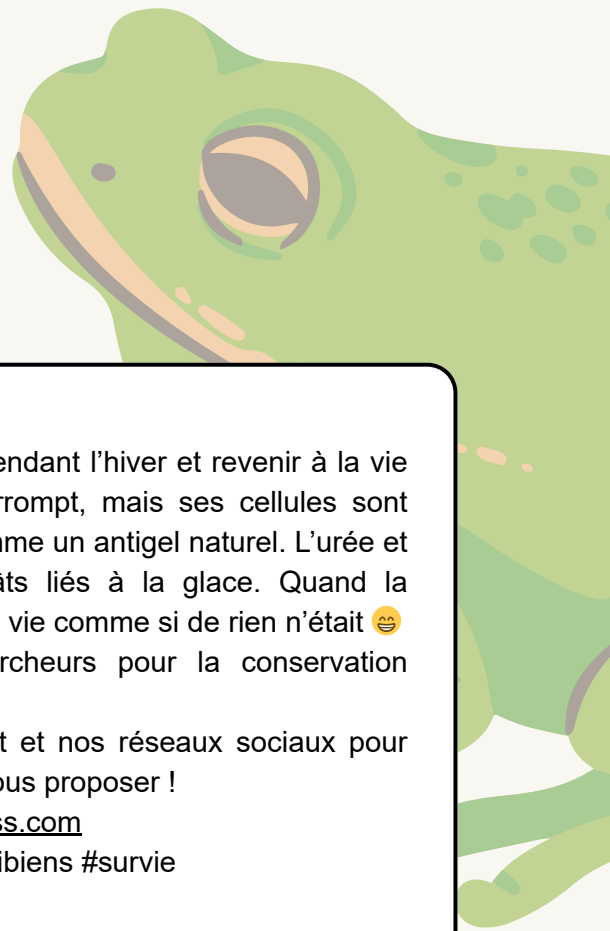 endant l’hiver et revenir à la vie
rrompt, mais ses cellules sont
me un antigel naturel. L’urée et
âts liés à la glace. Quand la
vie comme si de rien n’était 😄
rcheurs pour la conservation
t et nos réseaux sociaux pour
ous proposer !
ss.com
ibiens #survie